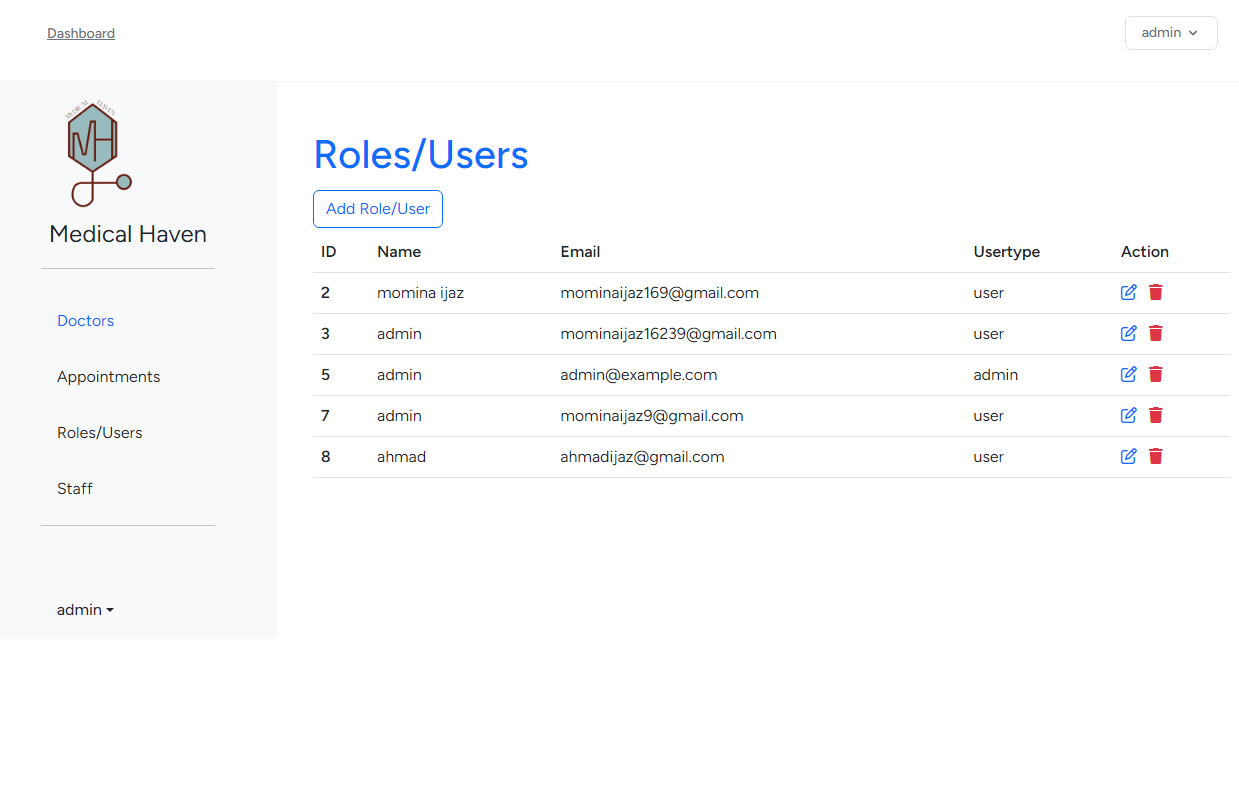 Dashboard
admin
MEDICAL HAVEN
MH
Medical Haven
Doctors
Appointments
Roles/Users
Staff
admin
Roles/Users
Add Role/User
ID Name Email Usertype Action
2 momina ijaz mominaijaz169@gmail.com user
3 admin mominaijaz16239@gmail.com user
5 admin admin@example.com admin
7 admin mominaijaz9@gmail.com user
8 ahmad ahmadijaz@gmail.com user